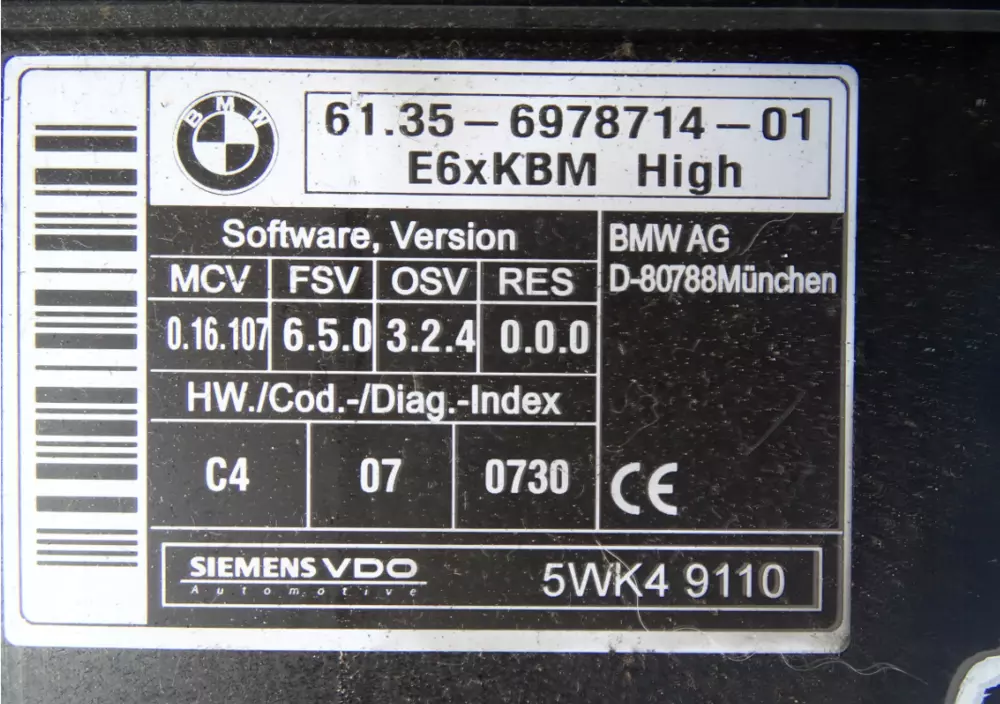 BMW
61.35-6978714-01
E6xKBM High
Software, Version
MCV FSV OSV RES
0.16.107 6.5.0 3.2.4 0.0.0
HW./Cod.-/Diag.-Index
C4 07 0730
BMW AG
D-80788München
CE
SIEMENS VDO
Automotive
5WK4 9110